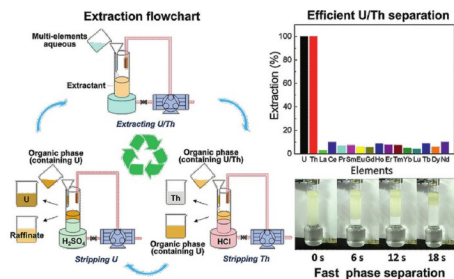 Extraction flowchart
Multi-elements
aqueous
Extractant
Extracting U/Th
Organic phase
(containing U)
U
Raffinate
H₂SO₄
Stripping U
Organic phase
(containing U/Th)
Th
Organic phase
(containing U)
HCl
Stripping Th
Efficient U/Th separation
Extraction (%)
100
80
60
40
20
0
U Th La Ce Pr Sm Eu Gd Ho Er Tm Yb Lu Tb Dy Nd
Elements
0 s 6 s 12 s 18 s
Fast phase separation